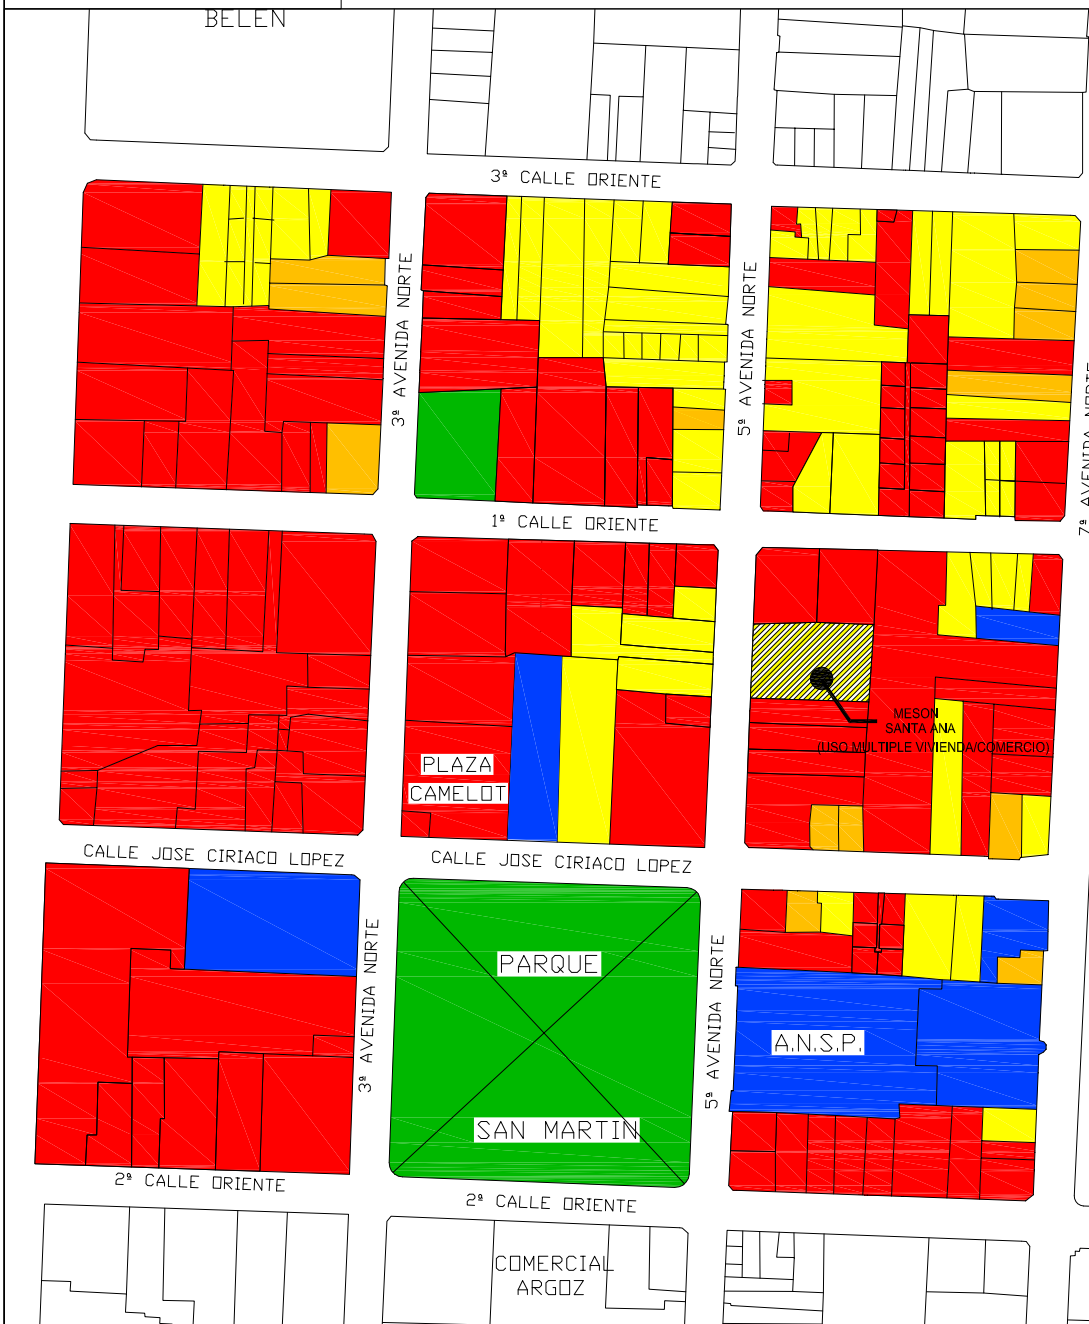 BELEN
3ª CALLE ORIENTE
3ª AVENIDA NORTE
5ª AVENIDA NORTE
7ª AVENIDA NORTE
1ª CALLE ORIENTE
MESON
SANTA ANA
(USO MULTIPLE VIVIENDA/COMERCIO)
PLAZA
CAMELOT
CALLE JOSE CIRIACO LOPEZ
CALLE JOSE CIRIACO LOPEZ
3ª AVENIDA NORTE
PARQUE
SAN MARTIN
5ª AVENIDA NORTE
A.N.S.P.
2ª CALLE ORIENTE
2ª CALLE ORIENTE
COMERCIAL
ARGOZ